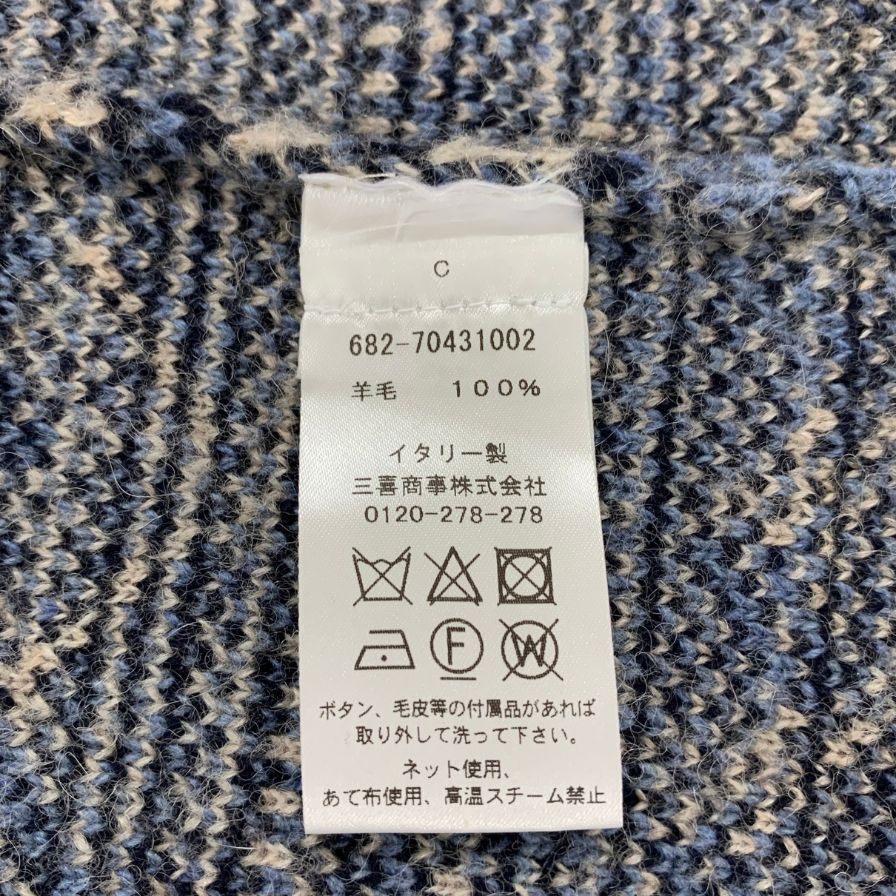 C
682-70431002
羊毛 100%
イタリー製
三喜商事株式会社
0120-278-278
F W
ボタン、毛皮等の付属品があれば
取り外して洗って下さい。
ネット使用、
あて布使用、高温スチーム禁止